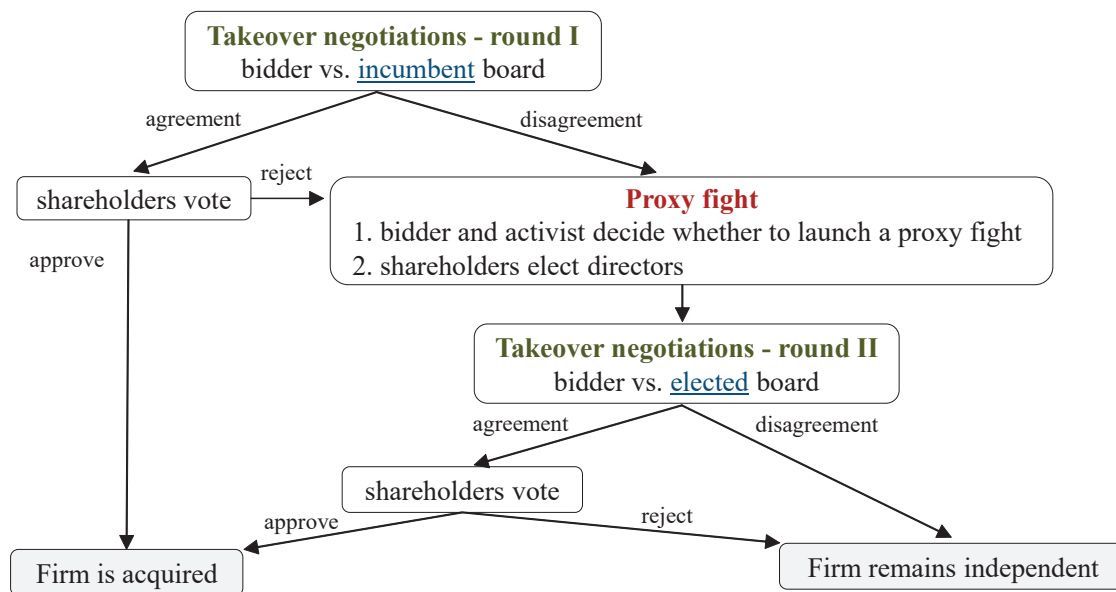 Takeover negotiations - round I
bidder vs. incumbent board
agreement
disagreement
shareholders vote
reject
Proxy fight
1. bidder and activist decide whether to launch a proxy fight
2. shareholders elect directors
approve
Takeover negotiations - round II
bidder vs. elected board
agreement
disagreement
shareholders vote
approve
reject
Firm is acquired
Firm remains independent